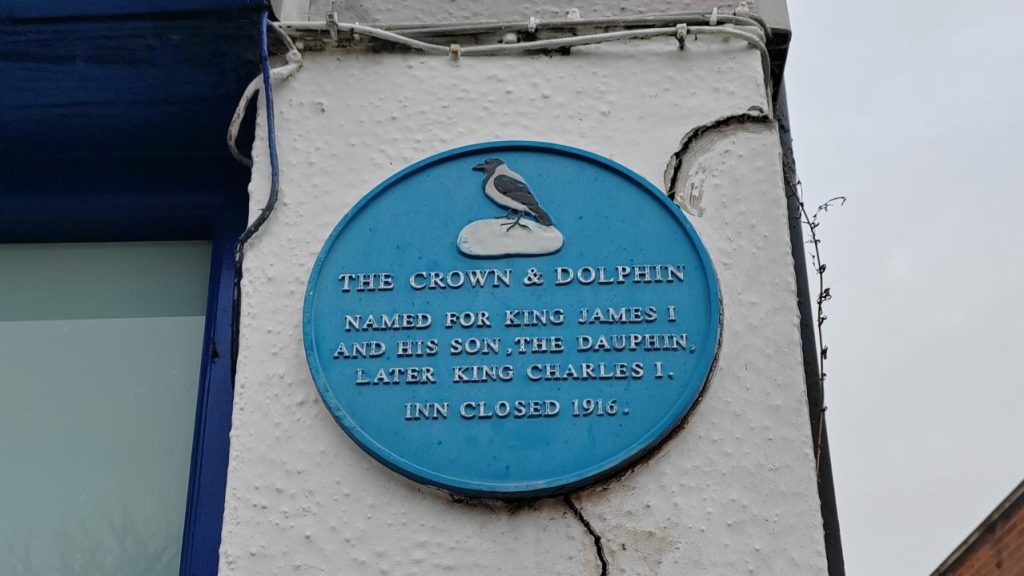 THE CROWN & DOLPHIN
NAMED FOR KING JAMES I
AND HIS SON, THE DAUPHIN,
LATER KING CHARLES I.
INN CLOSED 1916.